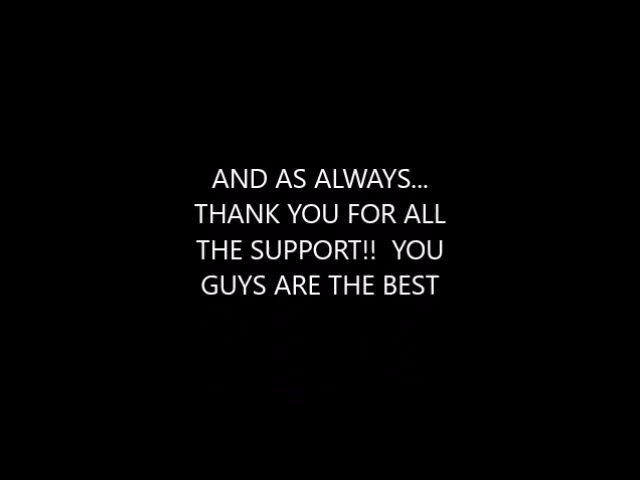 AND AS ALWAYS...
THANK YOU FOR ALL
THE SUPPORT!!  YOU
GUYS ARE THE BEST